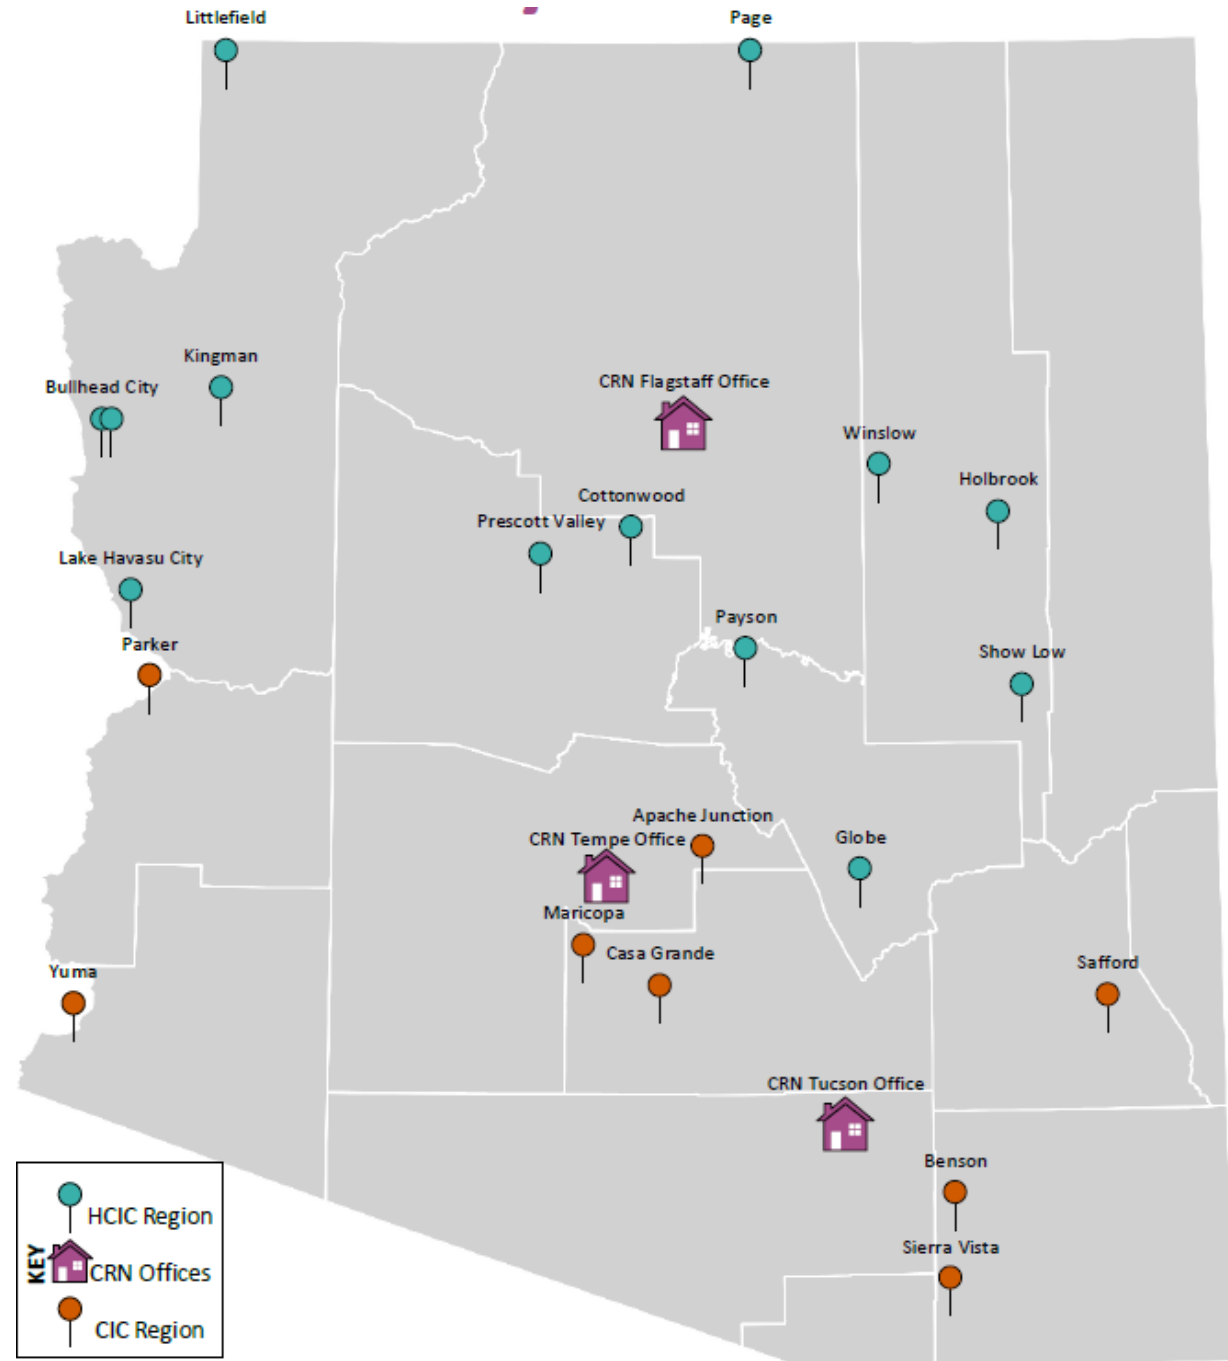 Littlefield
Page
Kingman
Bullhead City
CRN Flagstaff Office
Winslow
Holbrook
Cottonwood
Prescott Valley
Lake Havasu City
Payson
Parker
Show Low
Apache Junction
CRN Tempe Office
Globe
Maricopa
Casa Grande
Safford
Yuma
CRN Tucson Office
Benson
Sierra Vista
KEY
HCIC Region
CRN Offices
CIC Region